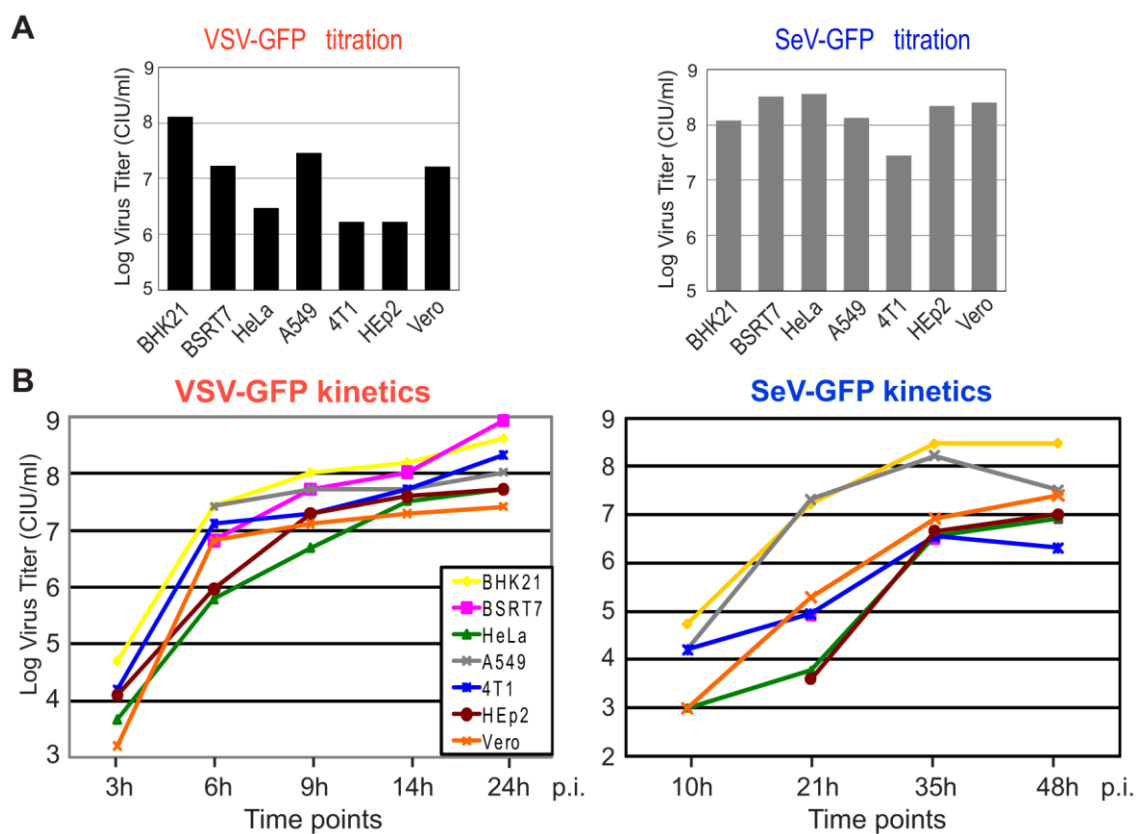 A
VSV-GFP titration
SeV-GFP titration
Log Virus Titer (CIU/ml)
9
8
7
6
5
BHK21
BSRT7
HeLa
A549
4T1
HEp2
Vero
Log Virus Titer (CIU/ml)
9
8
7
6
5
BHK21
BSRT7
HeLa
A549
4T1
HEp2
Vero
B
VSV-GFP kinetics
SeV-GFP kinetics
Log Virus Titer (CIU/ml)
9
8
7
6
5
4
3
BHK21
BSRT7
HeLa
A549
4T1
HEp2
Vero
3h 6h 9h 14h 24h p.i.
Time points
9
8
7
6
5
4
3
2
10h 21h 35h 48h p.i.
Time points